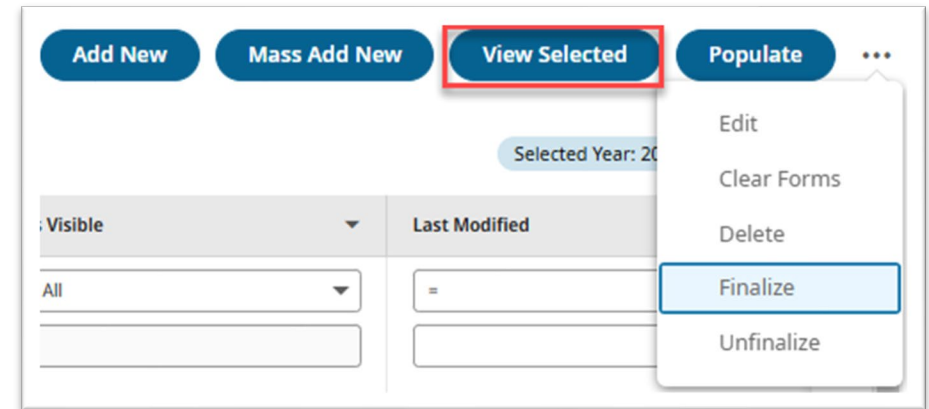 Add New Mass Add New View Selected Populate ...
Edit
Selected Year: 20
Clear Forms
Visible Last Modified
Delete
All =
Finalize
Unfinalize